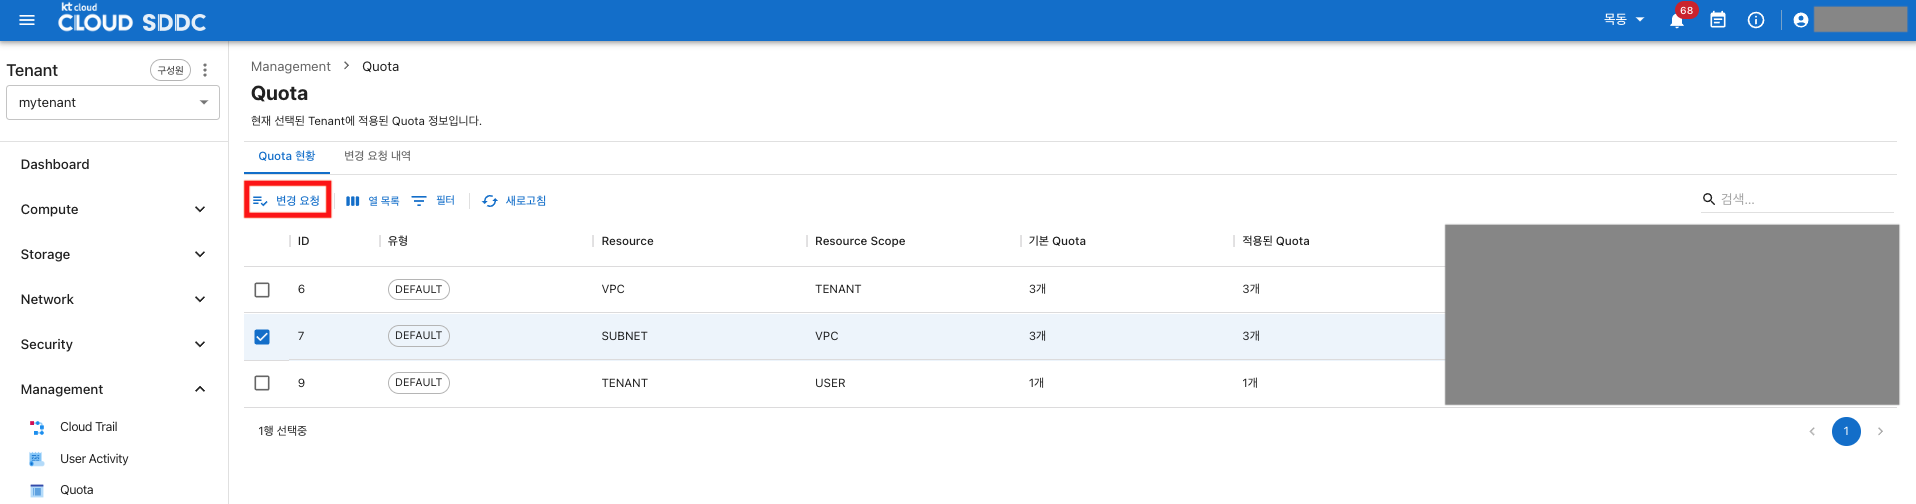 kt cloud
CLOUD SDDC
목동
68
Tenant
구성원
mytenant
Dashboard
Compute
Storage
Network
Security
Management
Cloud Trail
User Activity
Quota
Management > Quota
Quota
현재 선택된 Tenant에 적용된 Quota 정보입니다.
Quota 현황 변경 요청 내역
변경 요청 열 목록 필터 새로고침 검색...
ID 유형 Resource Resource Scope 기본 Quota 적용된 Quota
6 DEFAULT VPC TENANT 3개 3개
7 DEFAULT SUBNET VPC 3개 3개
9 DEFAULT TENANT USER 1개 1개
1행 선택중
1